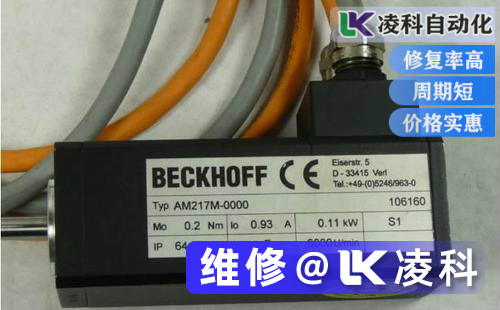 LK凌科自动化
修复率高
周期短
价格实惠
Eiserstr. 5
D - 33415 Verl
Tel.:+49-(0)5246/963-0
BECKHOFF CE
Typ AM217M-0000 106160
Mo 0.2 Nm Io 0.93 A 0.11 kW S1
IP 64
维修@LK凌科